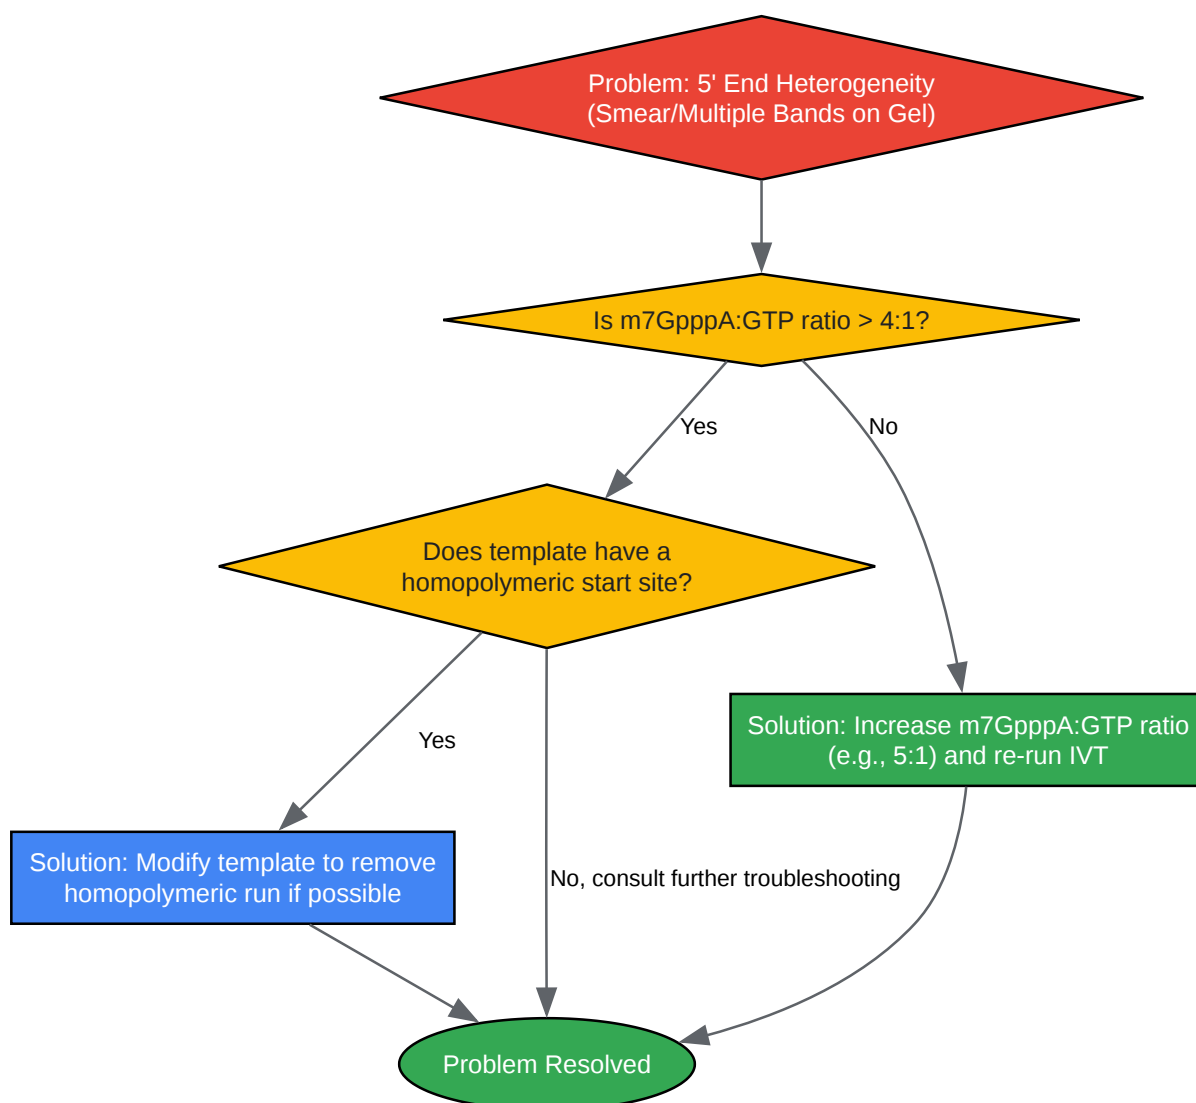 Problem: 5' End Heterogeneity
(Smear/Multiple Bands on Gel)
Is m7GpppA:GTP ratio > 4:1?
Yes
No
Does template have a
homopolymeric start site?
Solution: Increase m7GpppA:GTP ratio
(e.g., 5:1) and re-run IVT
Yes
Solution: Modify template to remove
homopolymeric run if possible
No, consult further troubleshooting
Problem Resolved